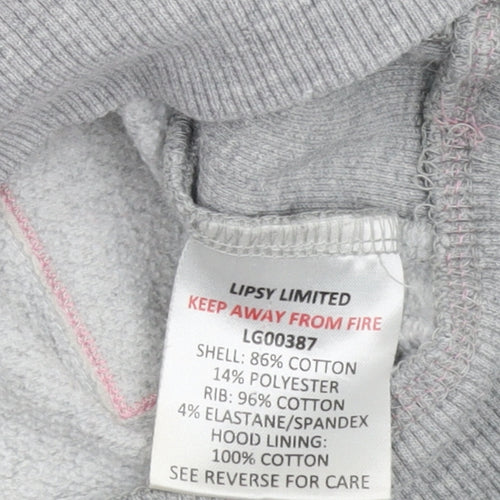 LIPSY LIMITED
KEEP AWAY FROM FIRE
LG00387
SHELL: 86% COTTON
14% POLYESTER
RIB: 96% COTTON
4% ELASTANE/SPANDEX
HOOD LINING:
100% COTTON
SEE REVERSE FOR CARE